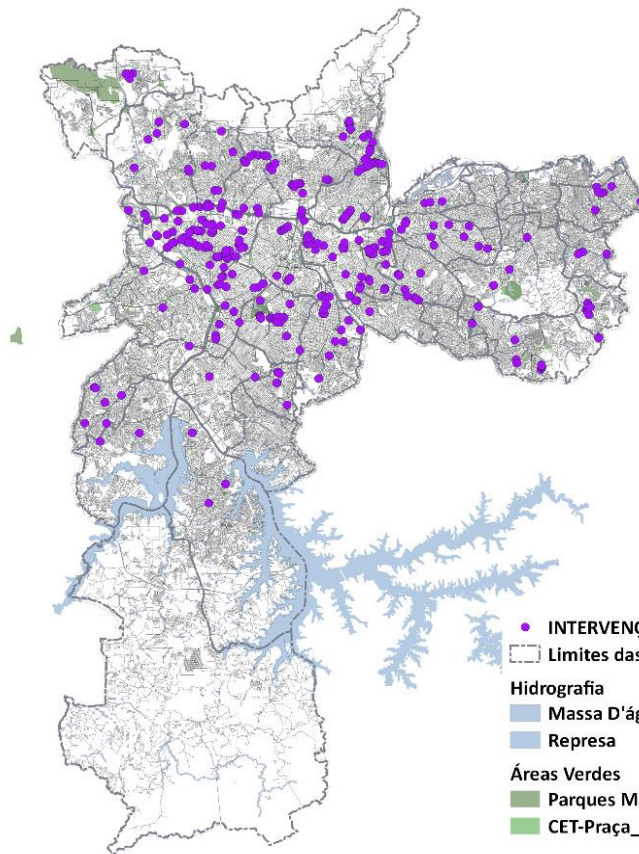 INTERVENÇ
Limites das
Hidrografia
Massa D'ág
Represa
Áreas Verdes
Parques M
CET-Praça_